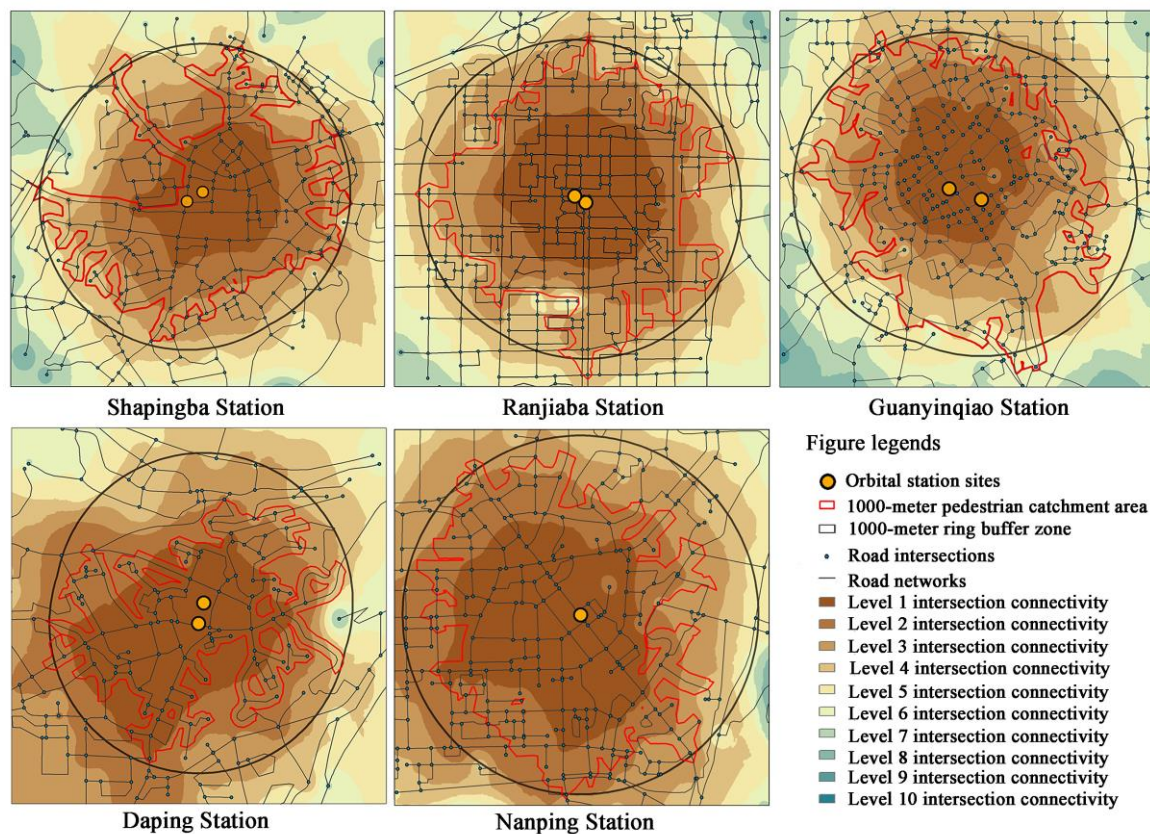 Shapingba Station
Ranjiaba Station
Guanyinqiao Station
Daping Station
Nanping Station
Figure legends
Orbital station sites
1000-meter pedestrian catchment area
1000-meter ring buffer zone
Road intersections
Road networks
Level 1 intersection connectivity
Level 2 intersection connectivity
Level 3 intersection connectivity
Level 4 intersection connectivity
Level 5 intersection connectivity
Level 6 intersection connectivity
Level 7 intersection connectivity
Level 8 intersection connectivity
Level 9 intersection connectivity
Level 10 intersection connectivity